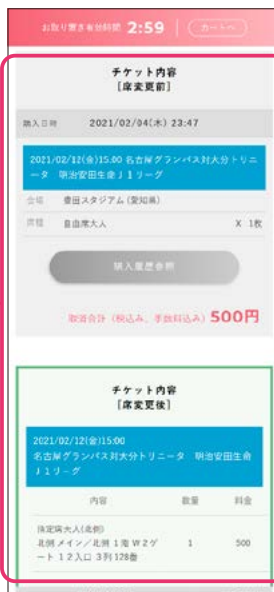 お取り置き有効時間 2:59 カートへ
チケット内容
[席変更前]
購入日時 2021/02/04(木) 23:47
2021/02/12(金)15:00 名古屋グランパス対大分トリニ
ータ 明治安田生命J1リーグ
会場 豊田スタジアム(愛知県)
席種 自由席大人 X 1枚
購入履歴参照
取消合計(税込み、手数料込み) 500円
チケット内容
[席変更後]
2021/02/12(金)15:00
名古屋グランパス対大分トリニータ 明治安田生命
J1リーグ
内容 数量 料金
指定席大人(北側)
北側メイン/北側 1階 W2ゲ 1 500
ート 12入口 3列 128番